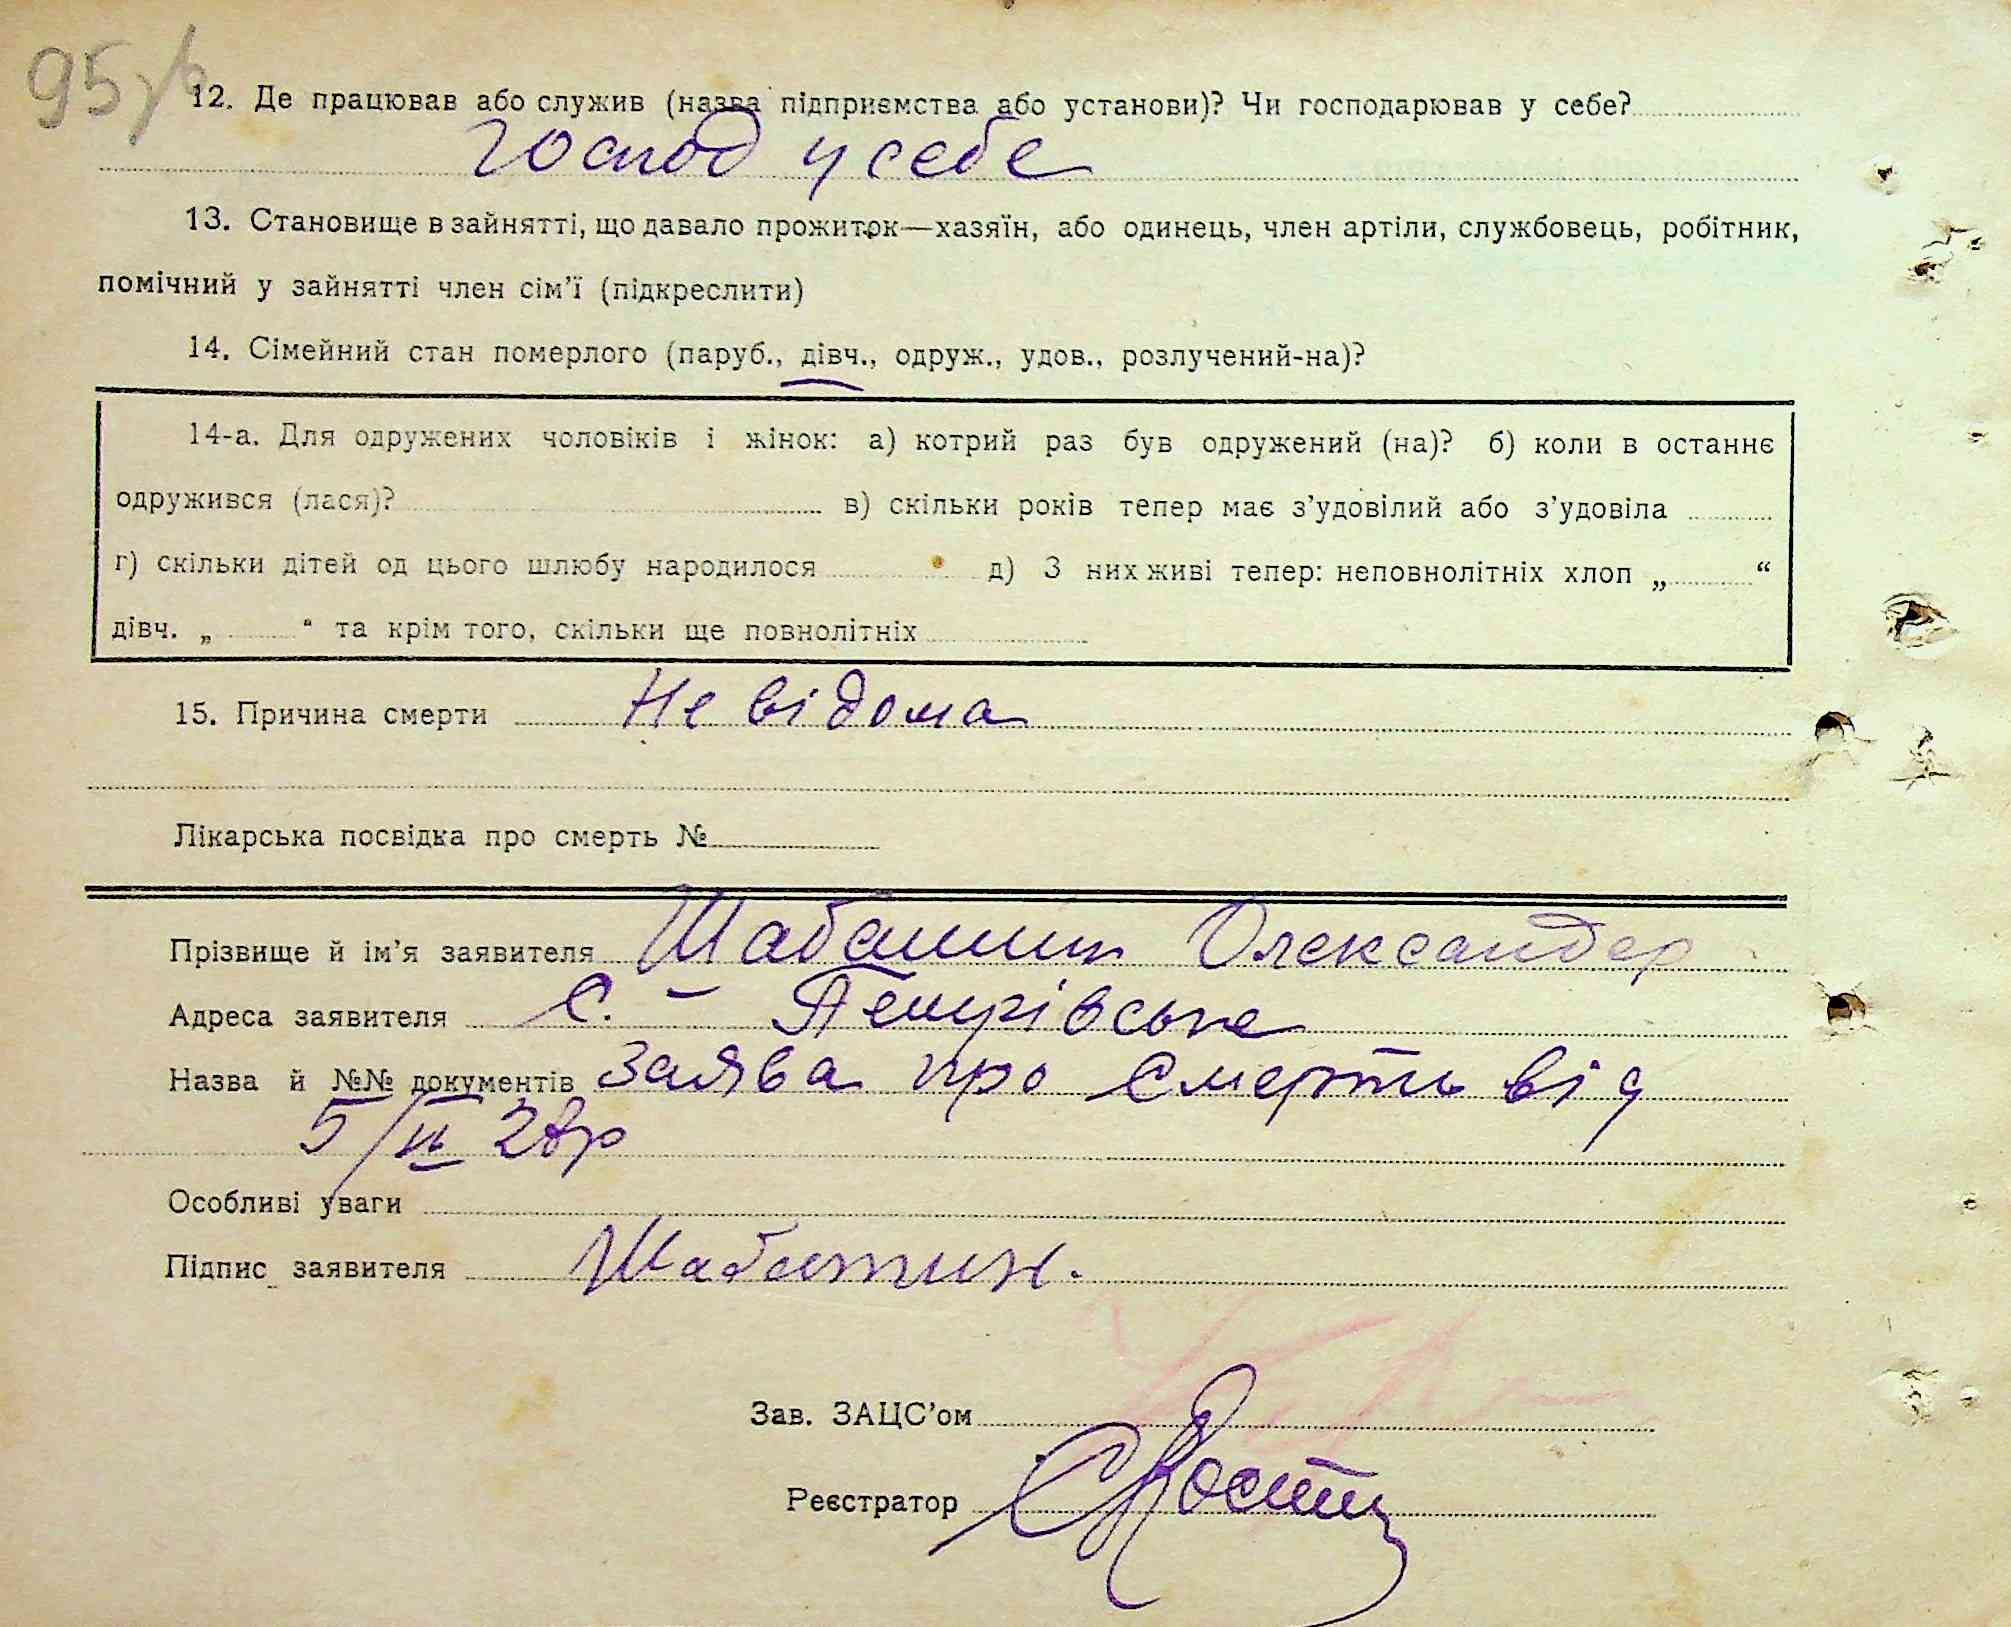 95
12. Де працював або служив (назва підприємства або установи)? Чи господарював у себе?
Господ у себе
13. Становище в зайнятті, що давало прожиток—хазяїн, або одинець, член артіли, службовець, робітник,
помічний у зайнятті член сім'ї (підкреслити)
14. Сімейний стан померлого (паруб., дівч., одруж., удов., розлучений-на)?
14-а. Для одружених чоловіків і жінок: а) котрий раз був одружений (на)? б) коли в останнє
одружився (лася)? в) скільки років тепер має з'удовілий або з'удовіла
г) скільки дітей од цього шлюбу народилося д) З них живі тепер: неповнолітніх хлоп „ “
дівч. „ “ та крім того, скільки ще повнолітніх
15. Причина смерти Не відома
Лікарська посвідка про смерть №
Прізвище й ім'я заявителя Олександер
Адреса заявителя С. - Петрівське
Назва й №№ документів заява про смерть від
5/VI 28р
Особливі уваги
Підпис заявителя
Зав. ЗАЦС'ом
Реєстратор